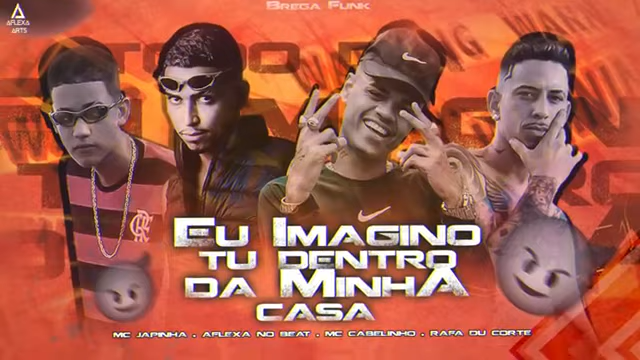 Brega Funk
AFLEXA
ARTS
Eu Imagino
tu dentro
da Minha
casa
MC JAPINHA . AFLEXA NO BEAT . MC CABELINHO . RAFA DU CORTE